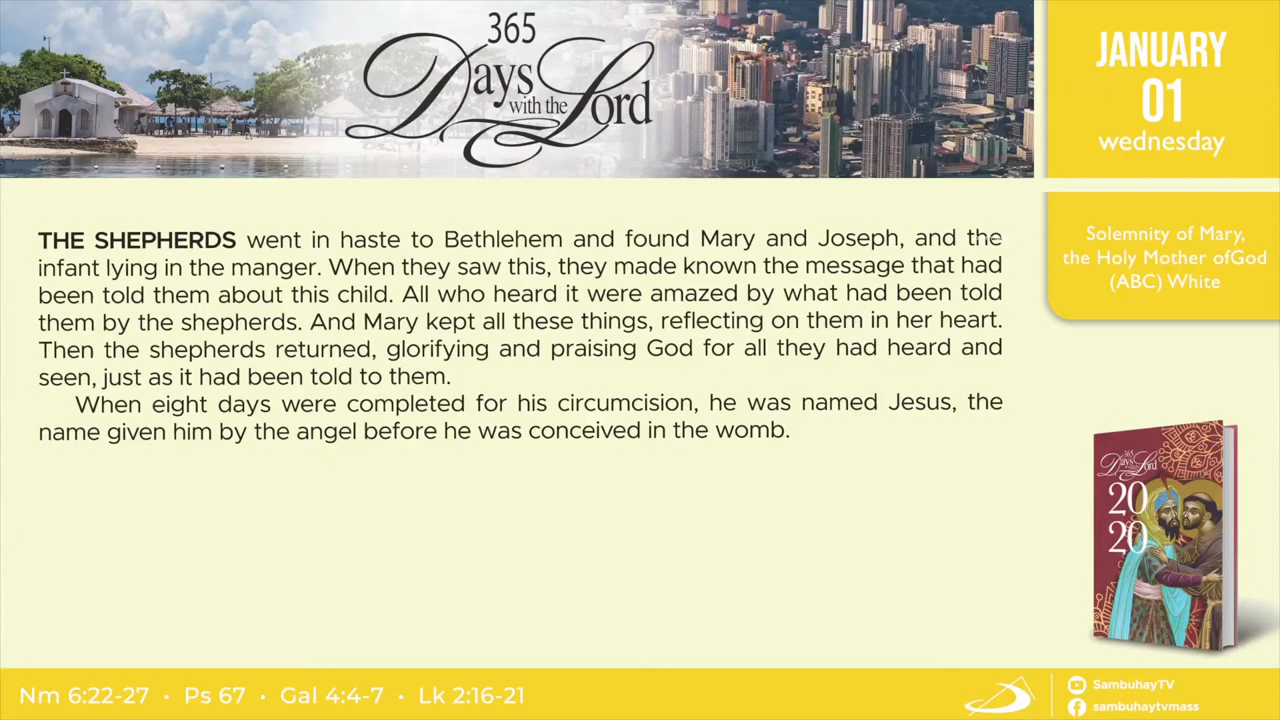 365
Days
with the
Lord
JANUARY
01
wednesday
Solemnity of Mary,
the Holy Mother ofGod
(ABC) White
THE SHEPHERDS went in haste to Bethlehem and found Mary and Joseph, and the
infant lying in the manger. When they saw this, they made known the message that had
been told them about this child. All who heard it were amazed by what had been told
them by the shepherds. And Mary kept all these things, reflecting on them in her heart.
Then the shepherds returned, glorifying and praising God for all they had heard and
seen, just as it had been told to them.
When eight days were completed for his circumcision, he was named Jesus, the
name given him by the angel before he was conceived in the womb.
365
Days
with the
Lord
20
20
Nm 6:22-27 • Ps 67 • Gal 4:4-7 • Lk 2:16-21
SambuhayTV
sambuhaytvmass